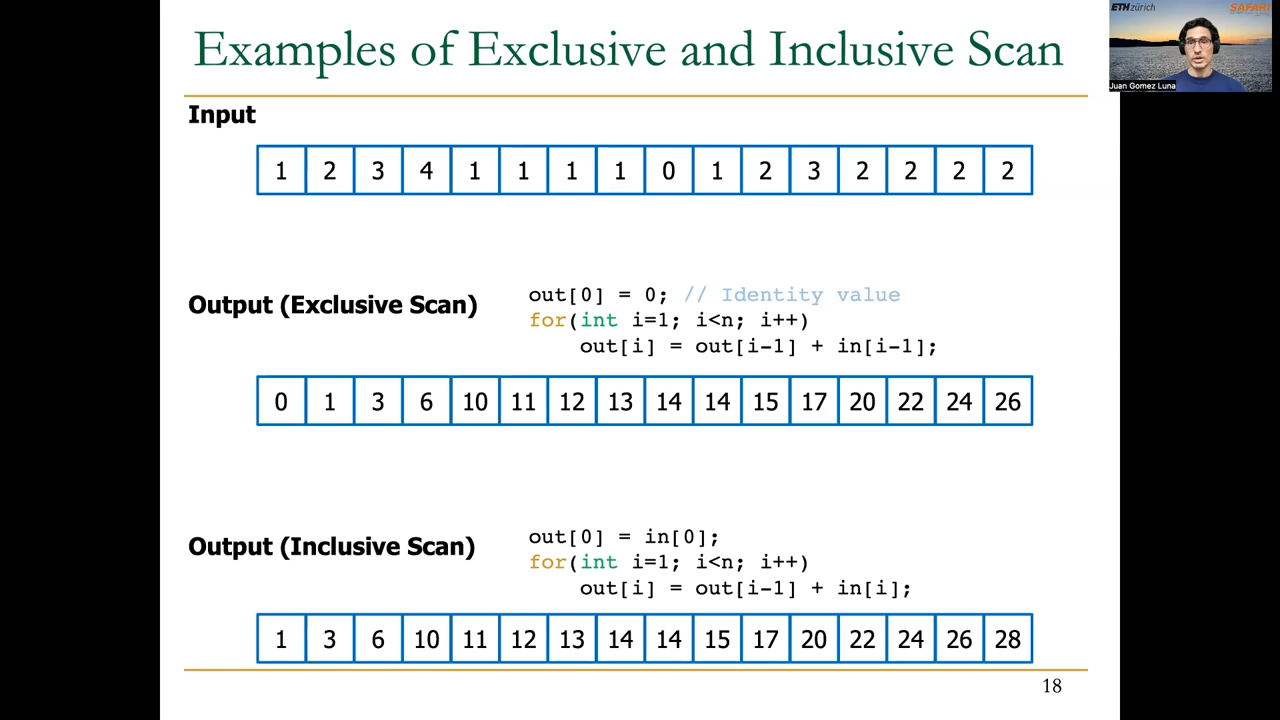 Examples of Exclusive and Inclusive Scan
ETHzürich
SAFARI
Juan Gomez Luna
Input
1 2 3 4 1 1 1 1 0 1 2 3 2 2 2 2
Output (Exclusive Scan)
out[0] = 0; // Identity value
for(int i=1; i<n; i++)
out[i] = out[i-1] + in[i-1];
0 1 3 6 10 11 12 13 14 14 15 17 20 22 24 26
Output (Inclusive Scan)
out[0] = in[0];
for(int i=1; i<n; i++)
out[i] = out[i-1] + in[i];
1 3 6 10 11 12 13 14 14 15 17 20 22 24 26 28
18